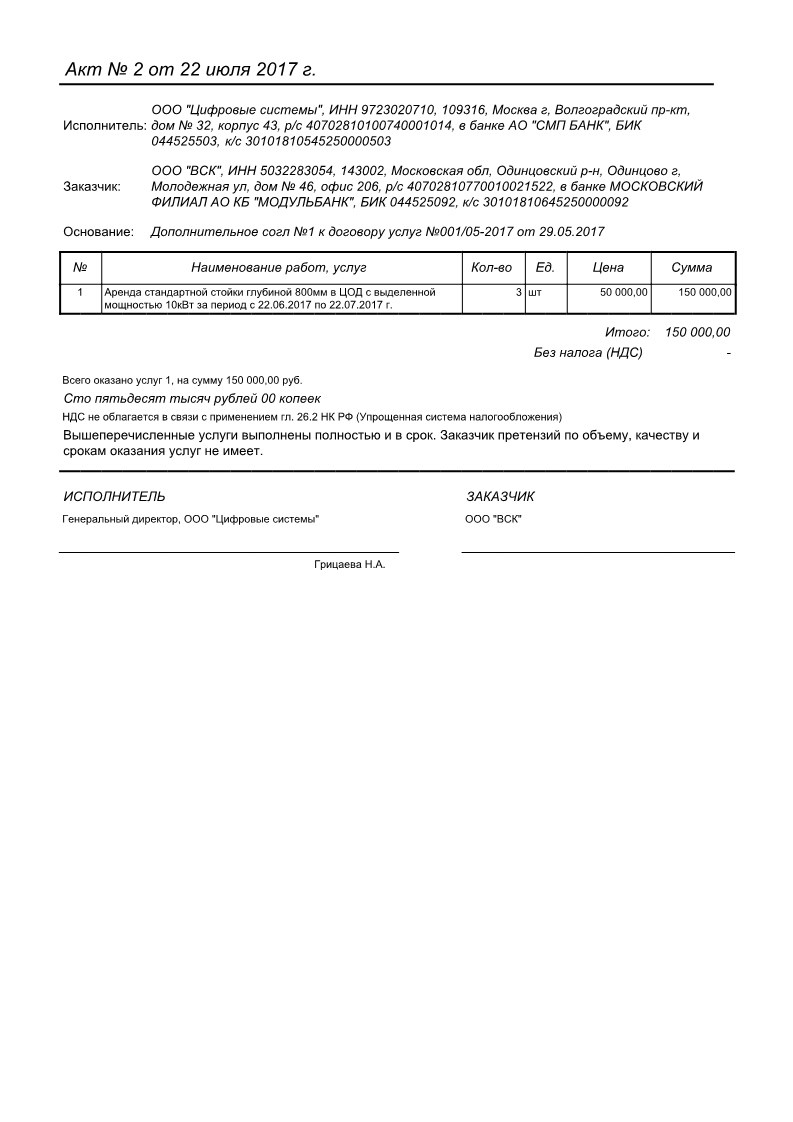 Акт № 2 от 22 июля 2017 г.
ООО "Цифровые системы", ИНН 9723020710, 109316, Москва г, Волгоградский пр-кт,
Исполнитель: дом № 32, корпус 43, р/с 40702810100740001014, в банке АО "СМП БАНК", БИК
044525503, к/с 30101810545250000503
ООО "ВСК", ИНН 5032283054, 143002, Московская обл, Одинцовский р-н, Одинцово г,
Заказчик: Молодежная ул, дом № 46, офис 206, р/с 40702810770010021522, в банке МОСКОВСКИЙ
ФИЛИАЛ АО КБ "МОДУЛЬБАНК", БИК 044525092, к/с 30101810645250000092
Основание: Дополнительное согл №1 к договору услуг №001/05-2017 от 29.05.2017
№ Наименование работ, услуг Кол-во Ед. Цена Сумма
1 Аренда стандартной стойки глубиной 800мм в ЦОД с выделенной 3 шт 50 000,00 150 000,00
мощностью 10кВт за период с 22.06.2017 по 22.07.2017 г.
Итого: 150 000,00
Без налога (НДС) -
Всего оказано услуг 1, на сумму 150 000,00 руб.
Сто пятьдесят тысяч рублей 00 копеек
НДС не облагается в связи с применением гл. 26.2 НК РФ (Упрощенная система налогообложения)
Вышеперечисленные услуги выполнены полностью и в срок. Заказчик претензий по объему, качеству и
срокам оказания услуг не имеет.
ИСПОЛНИТЕЛЬ ЗАКАЗЧИК
Генеральный директор, ООО "Цифровые системы" ООО "ВСК"
Грицаева Н.А.